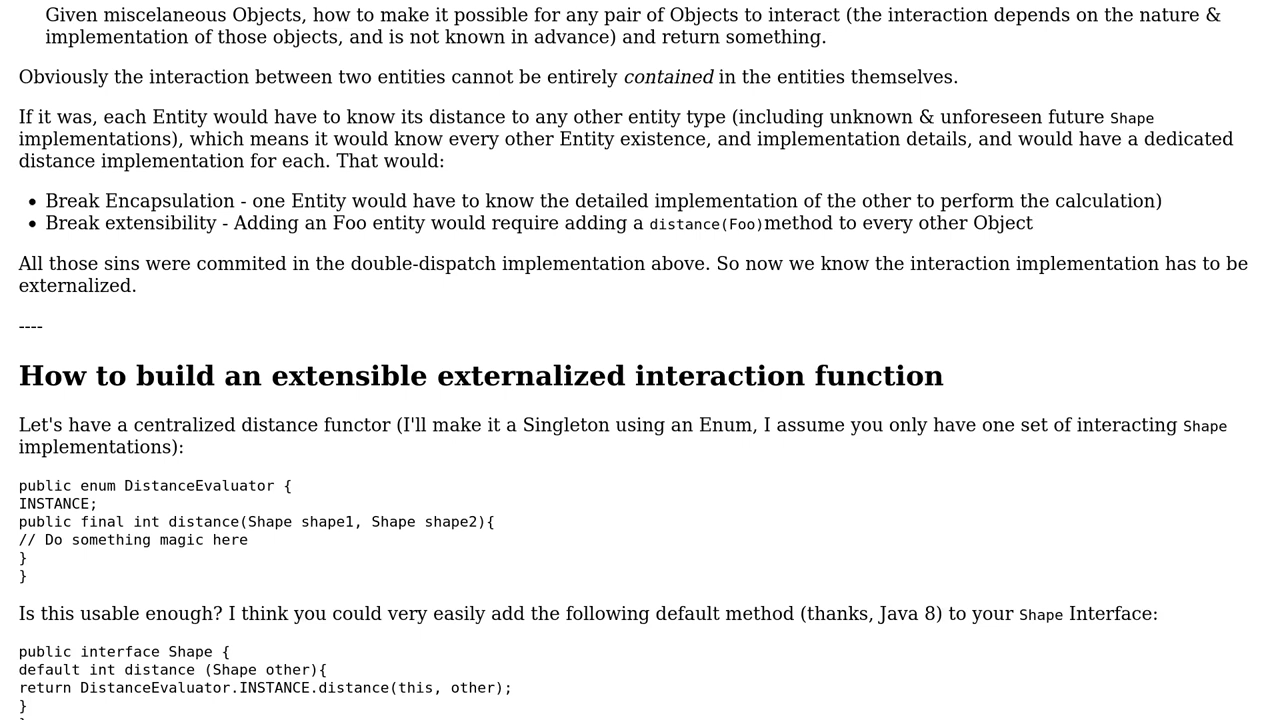 Given miscelaneous Objects, how to make it possible for any pair of Objects to interact (the interaction depends on the nature &
implementation of those objects, and is not known in advance) and return something.
Obviously the interaction between two entities cannot be entirely contained in the entities themselves.
If it was, each Entity would have to know its distance to any other entity type (including unknown & unforeseen future Shape
implementations), which means it would know every other Entity existence, and implementation details, and would have a dedicated
distance implementation for each. That would:
• Break Encapsulation - one Entity would have to know the detailed implementation of the other to perform the calculation)
• Break extensibility - Adding an Foo entity would require adding a distance(Foo)method to every other Object
All those sins were commited in the double-dispatch implementation above. So now we know the interaction implementation has to be
externalized.
----
How to build an extensible externalized interaction function
Let's have a centralized distance functor (I'll make it a Singleton using an Enum, I assume you only have one set of interacting Shape
implementations):
public enum DistanceEvaluator {
INSTANCE;
public final int distance(Shape shape1, Shape shape2){
// Do something magic here
}
}
Is this usable enough? I think you could very easily add the following default method (thanks, Java 8) to your Shape Interface:
public interface Shape {
default int distance (Shape other){
return DistanceEvaluator.INSTANCE.distance(this, other);
}